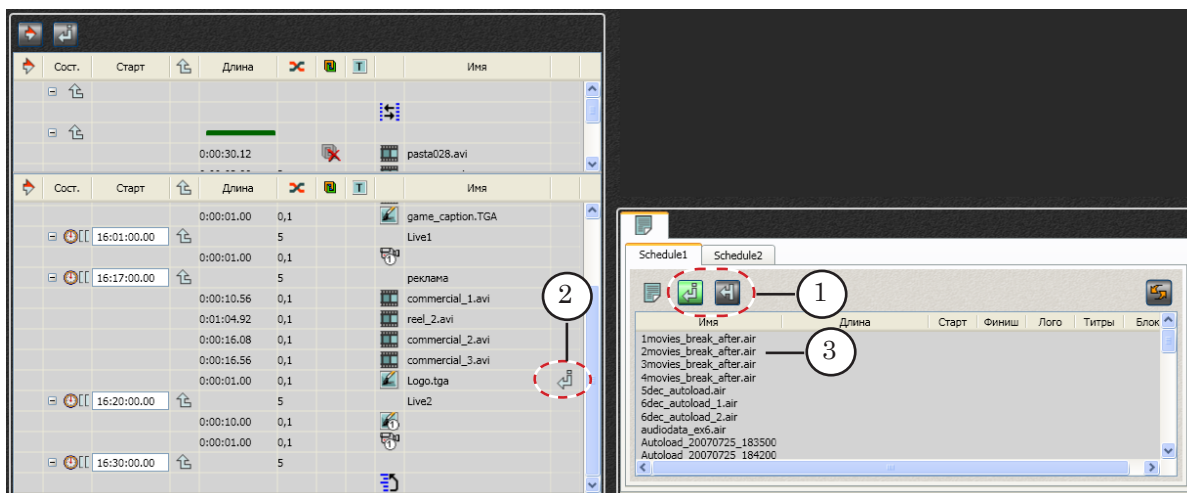 Сост. Старт Длина T Имя
0:00:30.12 pasta028.avi
Сост. Старт Длина T Имя
0:00:01.00 0,1 game_caption.TGA
16:01:00.00 5 Live1
0:00:01.00 0,1
16:17:00.00 5 реклама
0:00:10.56 0,1 commercial_1.avi
0:01:04.92 0,1 reel_2.avi
0:00:16.08 0,1 commercial_2.avi
0:00:16.56 0,1 commercial_3.avi
0:00:01.00 0,1 Logo.tga
16:20:00.00 5 Live2
0:00:10.00 0,1
0:00:01.00 0,1
16:30:00.00 5
2
Schedule1 Schedule2
1
Имя Длина Старт Финиш Лого Титры Блок
1movies_break_after.air
2movies_break_after.air
3
3movies_break_after.air
4movies_break_after.air
5dec_autoload.air
6dec_autoload_1.air
6dec_autoload_2.air
audiodata_ex6.air
Autoload_20070725_183500
Autoload_20070725_184200